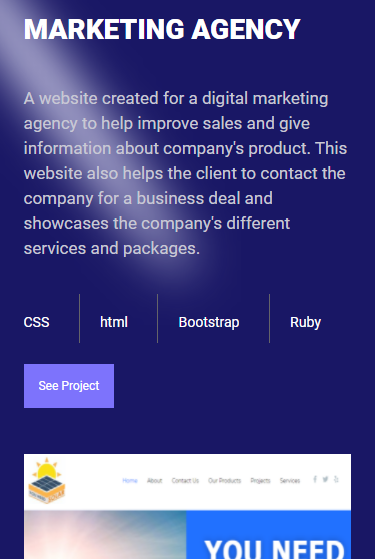 MARKETING AGENCY
A website created for a digital marketing
agency to help improve sales and give
information about company's product. This
website also helps the client to contact the
company for a business deal and
showcases the company's different
services and packages.
CSS html Bootstrap Ruby
See Project
Home About Contact Us Our Products Projects Services
YOU NEED